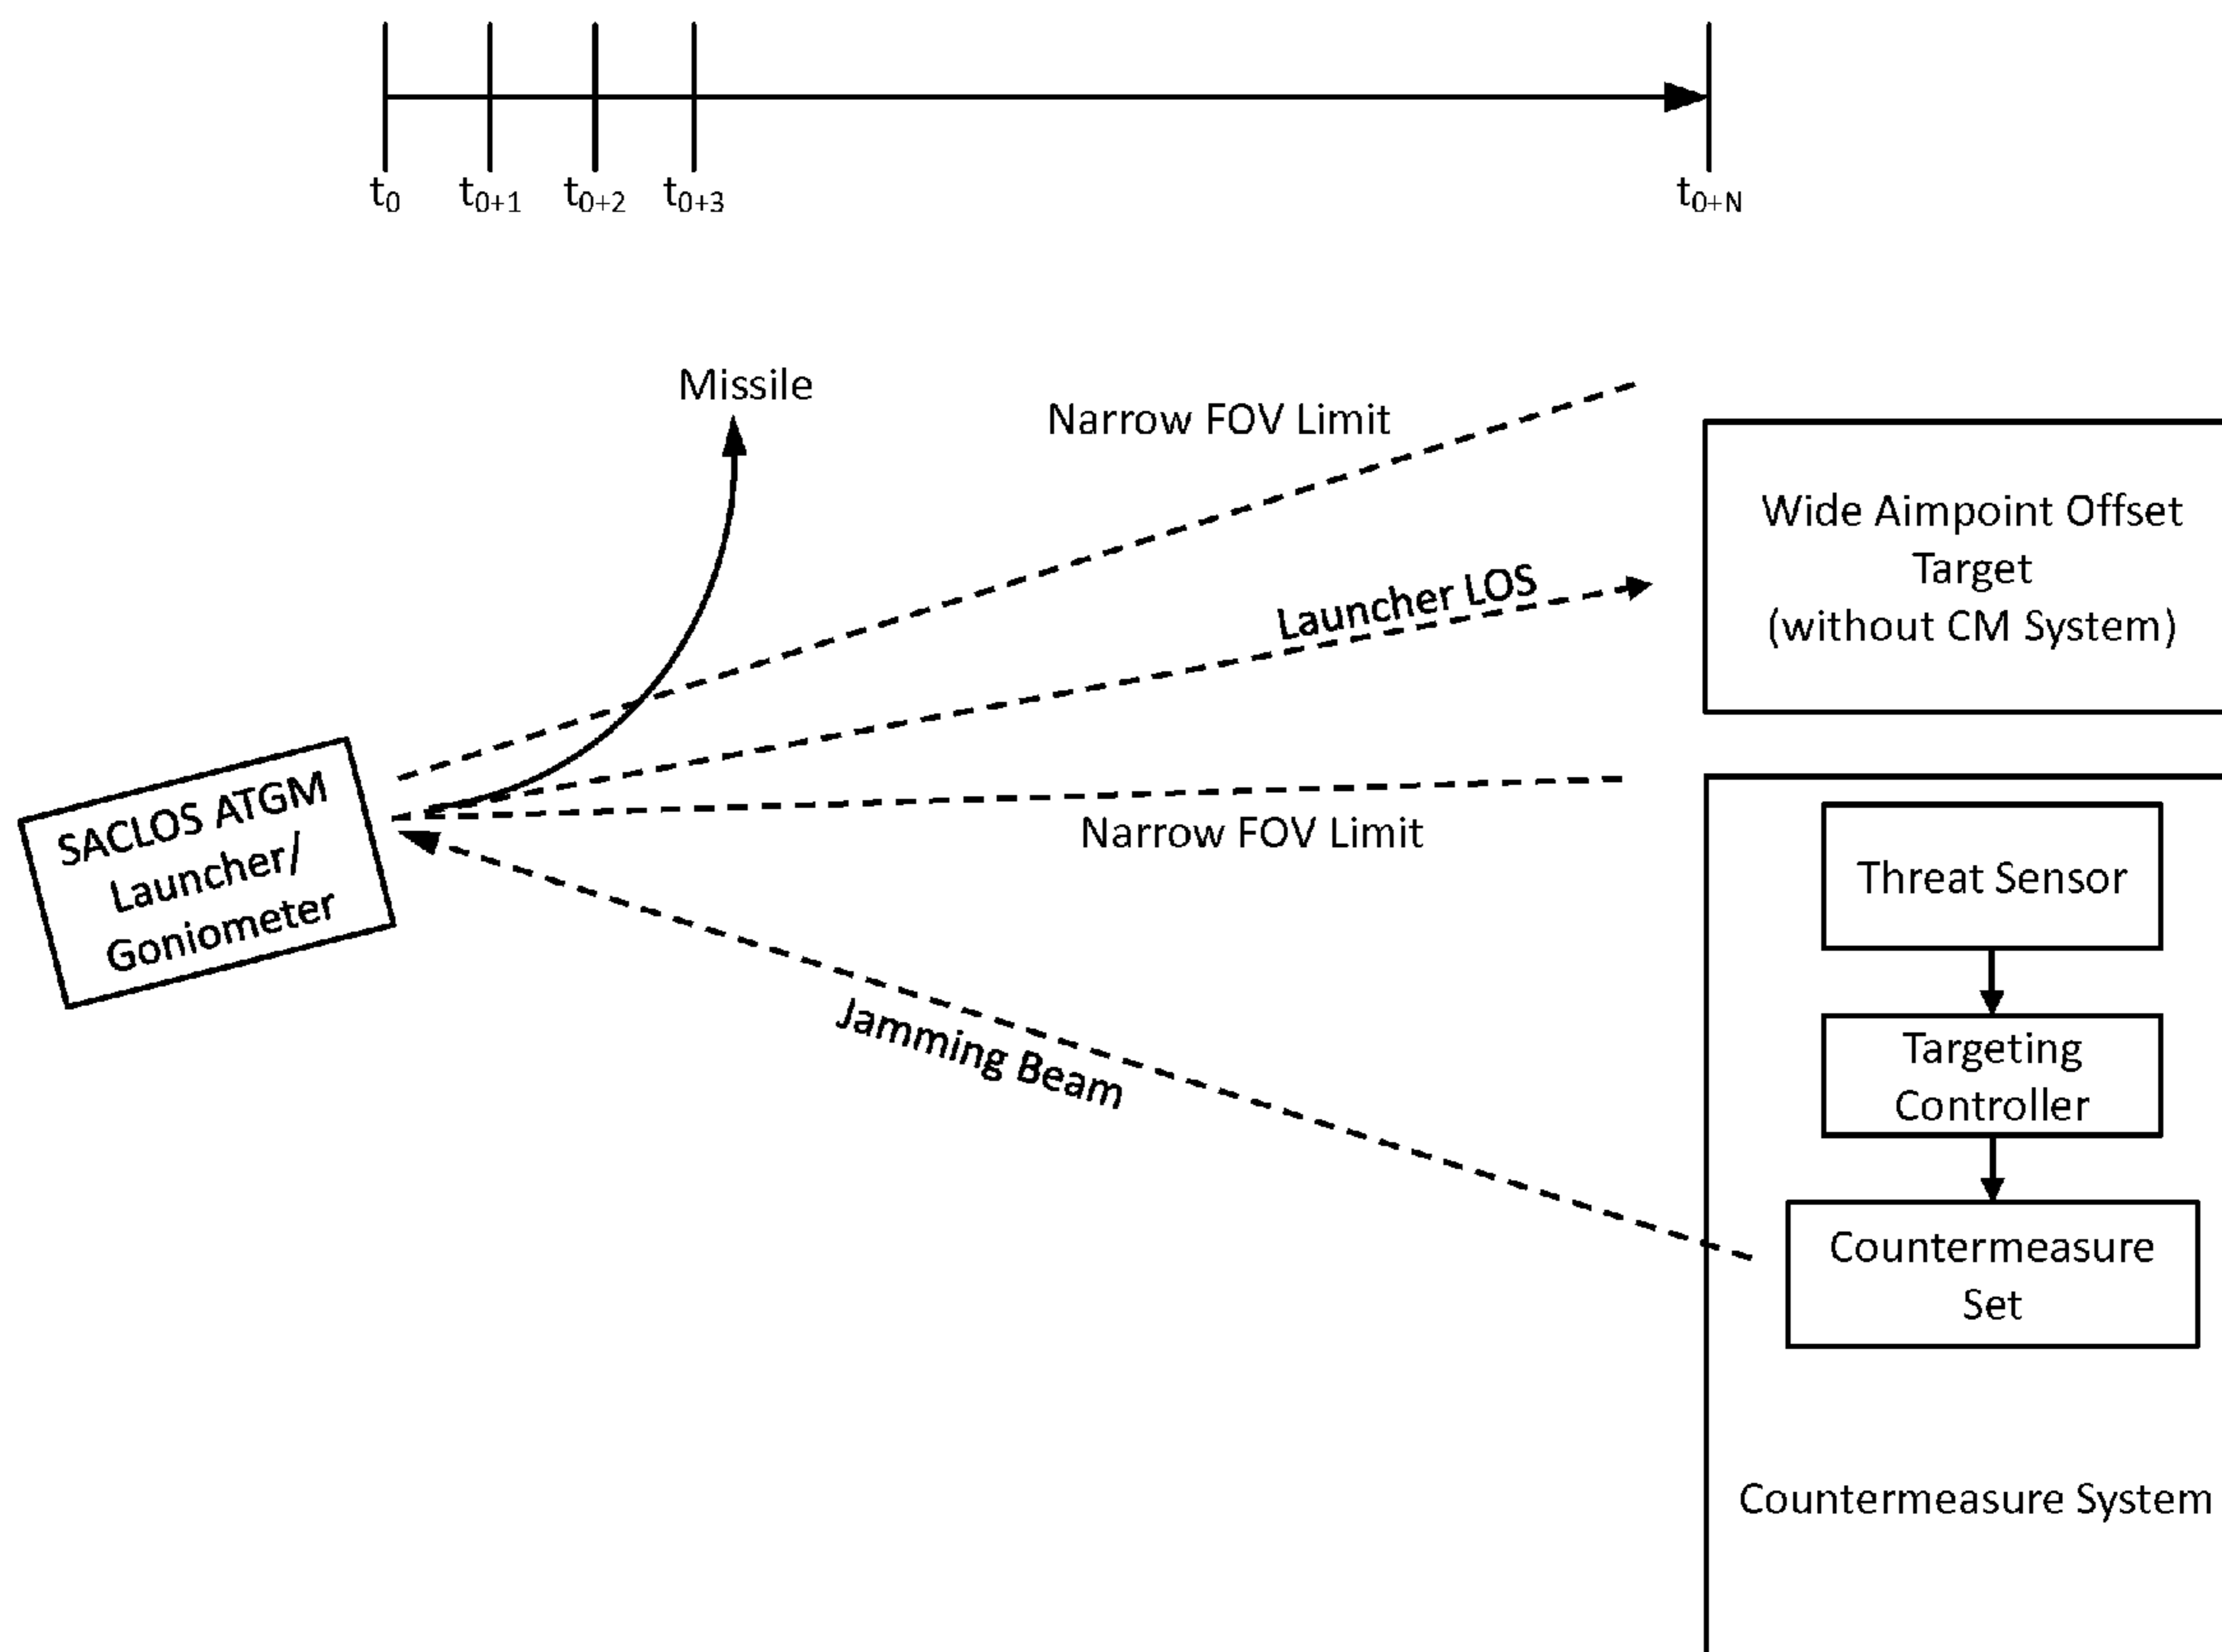 t0
t0+1
t0+2
t0+3
t0+N
Missile
Narrow FOV Limit
Wide Aimpoint Offset
Target
(without CM System)
Launcher LOS
SACLOS ATGM
Launcher/
Goniometer
Narrow FOV Limit
Threat Sensor
Jamming Beam
Targeting
Controller
Countermeasure
Set
Countermeasure System